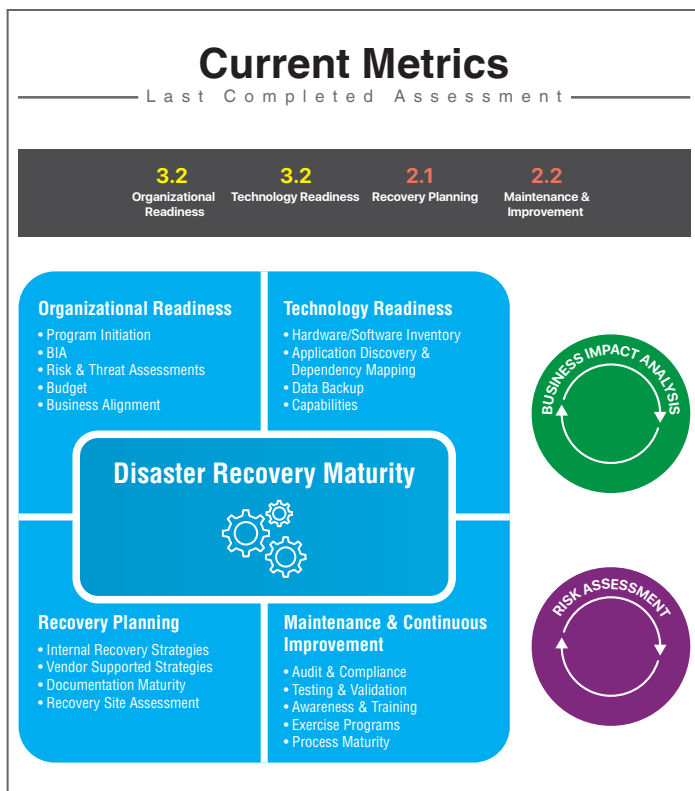 Current Metrics
Last Completed Assessment
3.2
Organizational
Readiness
3.2
Technology Readiness
2.1
Recovery Planning
2.2
Maintenance &
Improvement
Organizational Readiness
• Program Initiation
• BIA
• Risk & Threat Assessments
• Budget
• Business Alignment
Technology Readiness
• Hardware/Software Inventory
• Application Discovery &
Dependency Mapping
• Data Backup
• Capabilities
Disaster Recovery Maturity
Recovery Planning
• Internal Recovery Strategies
• Vendor Supported Strategies
• Documentation Maturity
• Recovery Site Assessment
Maintenance & Continuous
Improvement
• Audit & Compliance
• Testing & Validation
• Awareness & Training
• Exercise Programs
• Process Maturity
BUSINESS IMPACT ANALYSIS
RISK ASSESSMENT